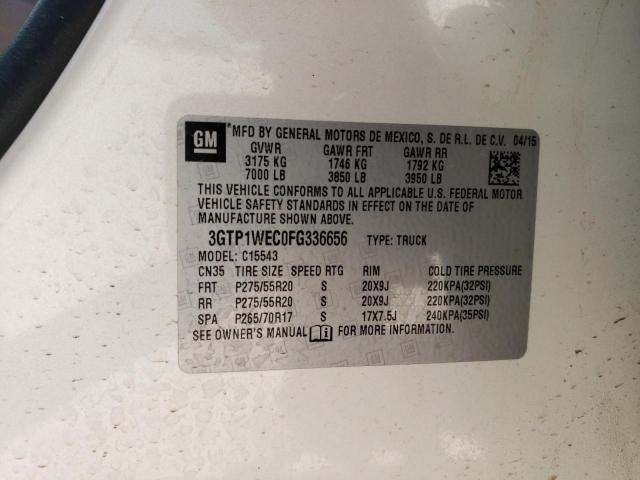 GM ® MFD BY GENERAL MOTORS DE MEXICO, S. DE R.L. DE C.V. 04/15
GVWR GAWR FRT GAWR RR
3175 KG 1746 KG 1792 KG
7000 LB 3850 LB 3950 LB
THIS VEHICLE CONFORMS TO ALL APPLICABLE U.S. FEDERAL MOTOR
VEHICLE SAFETY STANDARDS IN EFFECT ON THE DATE OF MANUFACTURE
SHOWN ABOVE.
3GTP1WEC0FG336656 TYPE: TRUCK
MODEL: C15543
CN35 TIRE SIZE SPEED RTG RIM COLD TIRE PRESSURE
FRT P275/55R20 S 20X9J 220KPA(32PSI)
RR P275/55R20 S 20X9J 220KPA(32PSI)
SPA P265/70R17 S 17X7.5J 240KPA(35PSI)
SEE OWNER'S MANUAL FOR MORE INFORMATION.